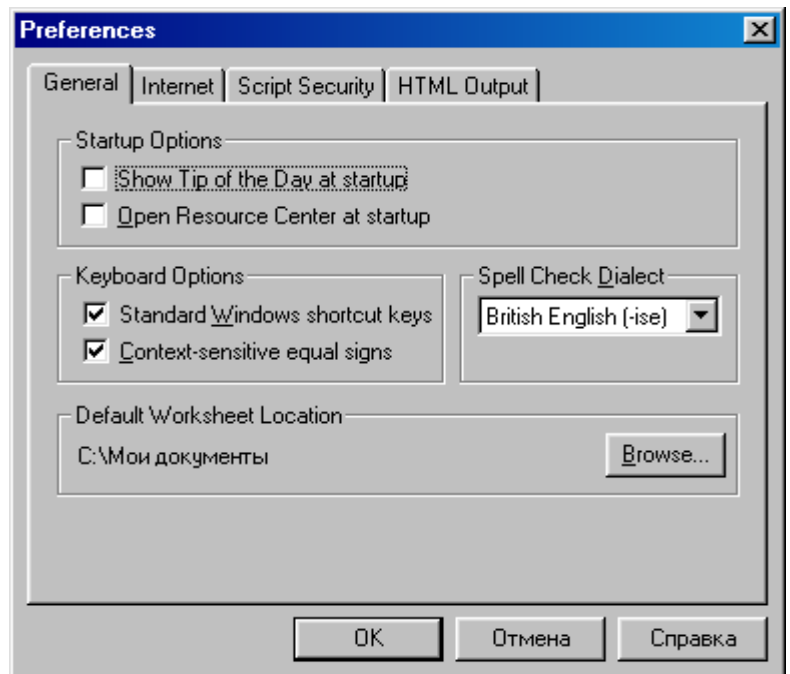 Preferences
General Internet Script Security HTML Output
Startup Options
Show Tip of the Day at startup
Open Resource Center at startup
Keyboard Options Spell Check Dialect
Standard Windows shortcut keys British English (-ise)
Context-sensitive equal signs
Default Worksheet Location
C:\Мои документы Browse...
OK Отмена Справка